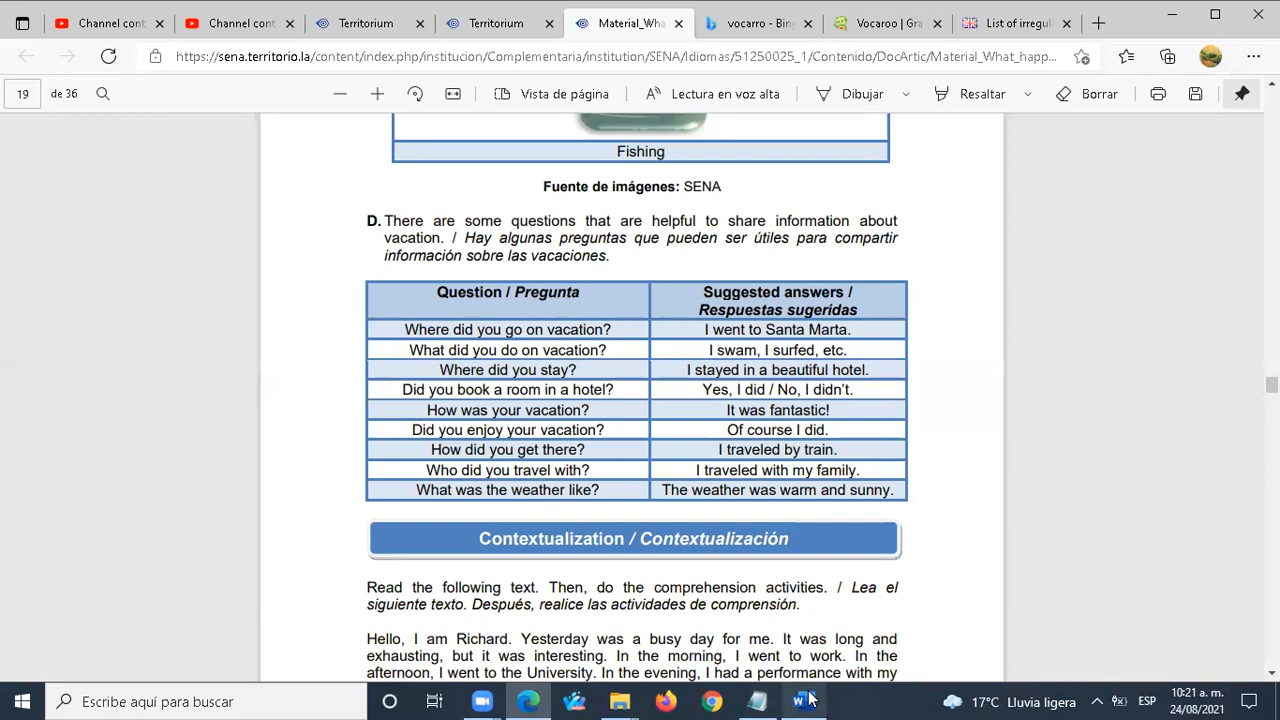 Channel cont
Channel cont
Territorium
Territorium
Material_Wha
vocarro - Bin
Vocaroo | Gra
List of irregul
https://sena.territorio.la/content/index.php/institucion/Complementaria/institution/SENA/Idiomas/51250025_1/Contenido/DocArtic/Material_What_happ...
19 de 36
Vista de página
Lectura en voz alta
Dibujar
Resaltar
Borrar
Fishing
Fuente de imágenes: SENA
D. There are some questions that are helpful to share information about
vacation. / Hay algunas preguntas que pueden ser útiles para compartir
información sobre las vacaciones.
Question / Pregunta
Suggested answers /
Respuestas sugeridas
Where did you go on vacation?
I went to Santa Marta.
What did you do on vacation?
I swam, I surfed, etc.
Where did you stay?
I stayed in a beautiful hotel.
Did you book a room in a hotel?
Yes, I did / No, I didn't.
How was your vacation?
It was fantastic!
Did you enjoy your vacation?
Of course I did.
How did you get there?
I traveled by train.
Who did you travel with?
I traveled with my family.
What was the weather like?
The weather was warm and sunny.
Contextualization / Contextualización
Read the following text. Then, do the comprehension activities. / Lea el
siguiente texto. Después, realice las actividades de comprensión.
Hello, I am Richard. Yesterday was a busy day for me. It was long and
exhausting, but it was interesting. In the morning, I went to work. In the
afternoon, I went to the University. In the evening, I had a performance with my
Escribe aquí para buscar
17°C Lluvia ligera
ESP
10:21 a. m.
24/08/2021